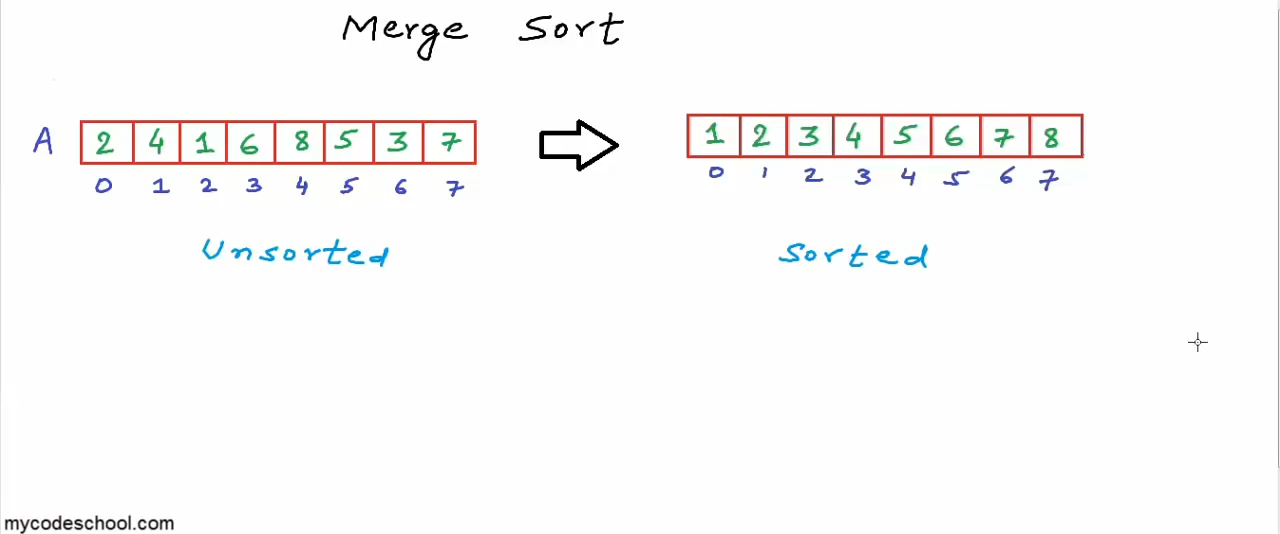 Merge Sort
A 2 4 1 6 8 5 3 7
0 1 2 3 4 5 6 7
Unsorted
1 2 3 4 5 6 7 8
0 1 2 3 4 5 6 7
Sorted
mycodeschool.com